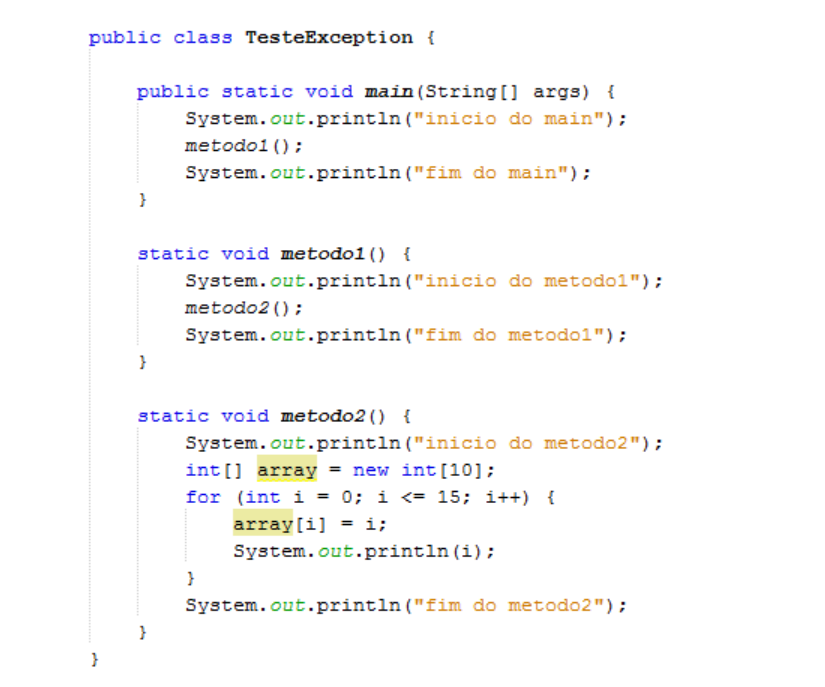 public class TesteException {
public static void main(String[] args) {
System.out.println("inicio do main");
metodo1();
System.out.println("fim do main");
}
static void metodo1() {
System.out.println("inicio do metodo1");
metodo2();
System.out.println("fim do metodo1");
}
static void metodo2() {
System.out.println("inicio do metodo2");
int[] array = new int[10];
for (int i = 0; i <= 15; i++) {
array[i] = i;
System.out.println(i);
}
System.out.println("fim do metodo2");
}
}